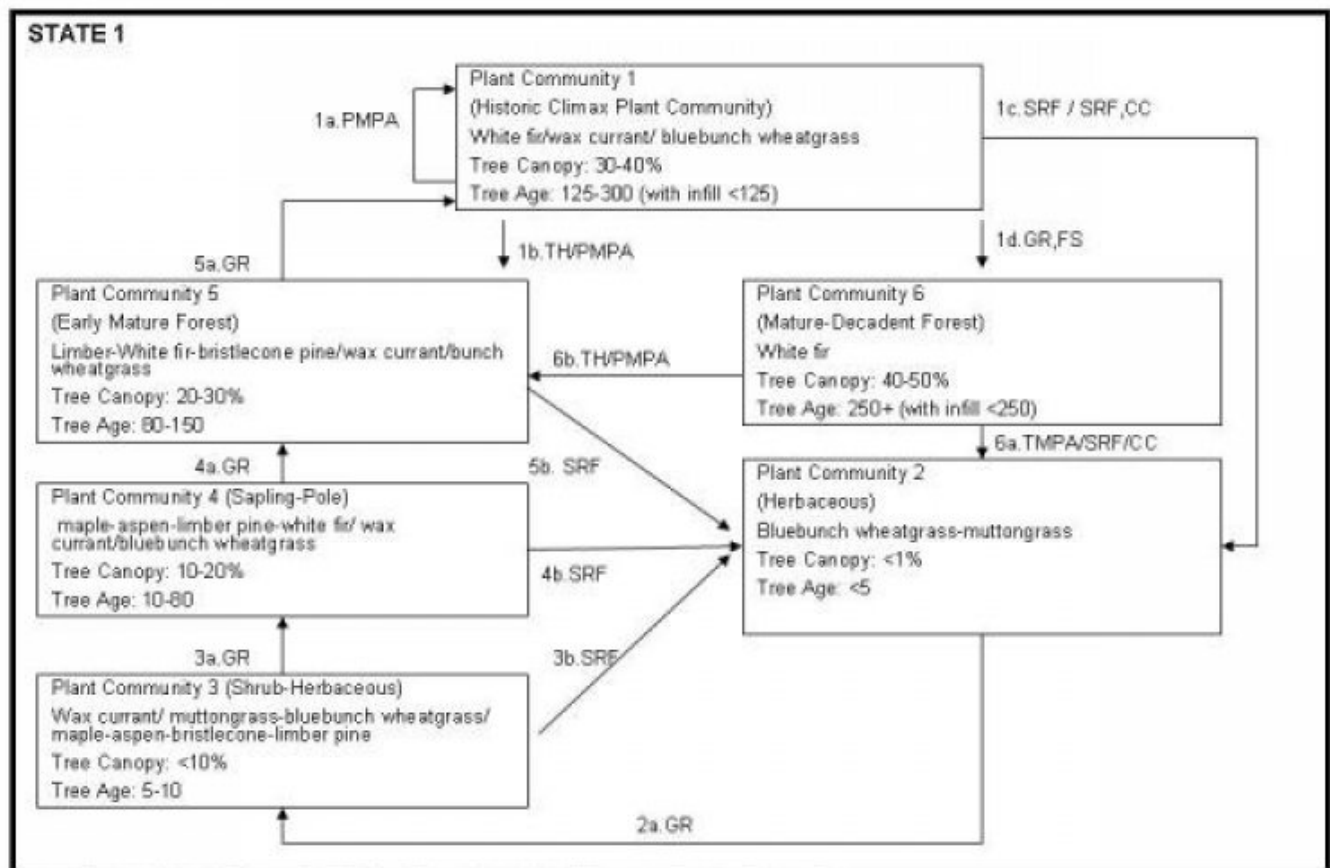 STATE 1
Plant Community 1
(Historic Climax Plant Community)
White fir/wax currant/ bluebunch wheatgrass
Tree Canopy: 30-40%
Tree Age: 125-300 (with infill <125)
1a.PMPA
1c.SRF / SRF,CC
1b.TH/PMPA
1d.GR,FS
5a.GR
Plant Community 5
(Early Mature Forest)
Limber-White fir-bristlecone pine/wax currant/bunch
wheatgrass
Tree Canopy: 20-30%
Tree Age: 80-150
6b.TH/PMPA
Plant Community 6
(Mature-Decadent Forest)
White fir
Tree Canopy: 40-50%
Tree Age: 250+ (with infill <250)
6a.TMPA/SRF/CC
4a.GR
5b. SRF
Plant Community 4 (Sapling-Pole)
maple-aspen-limber pine-white fir/ wax
currant/bluebunch wheatgrass
Tree Canopy: 10-20%
Tree Age: 10-80
4b.SRF
Plant Community 2
(Herbaceous)
Bluebunch wheatgrass-muttongrass
Tree Canopy: <1%
Tree Age: <5
3a.GR
3b.SRF
Plant Community 3 (Shrub-Herbaceous)
Wax currant/ muttongrass-bluebunch wheatgrass/
maple-aspen-bristlecone-limber pine
Tree Canopy: <10%
Tree Age: 5-10
2a.GR